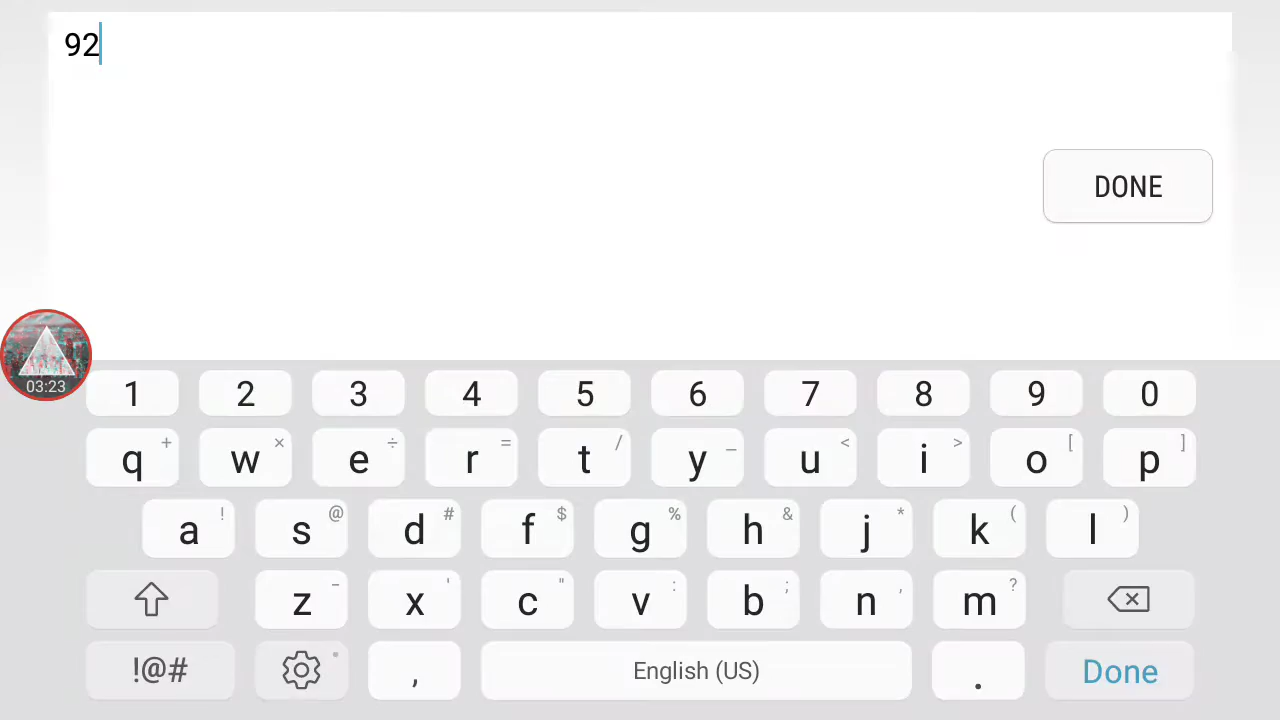 92
DONE
03:23
1 2 3 4 5 6 7 8 9 0
q + w × e ÷ r = t / y _ u < i > o [ p ]
a ! s @ d # f $ g % h & j * k ( l )
z - x ' c " v : b ; n , m ?
!@# , English (US) . Done